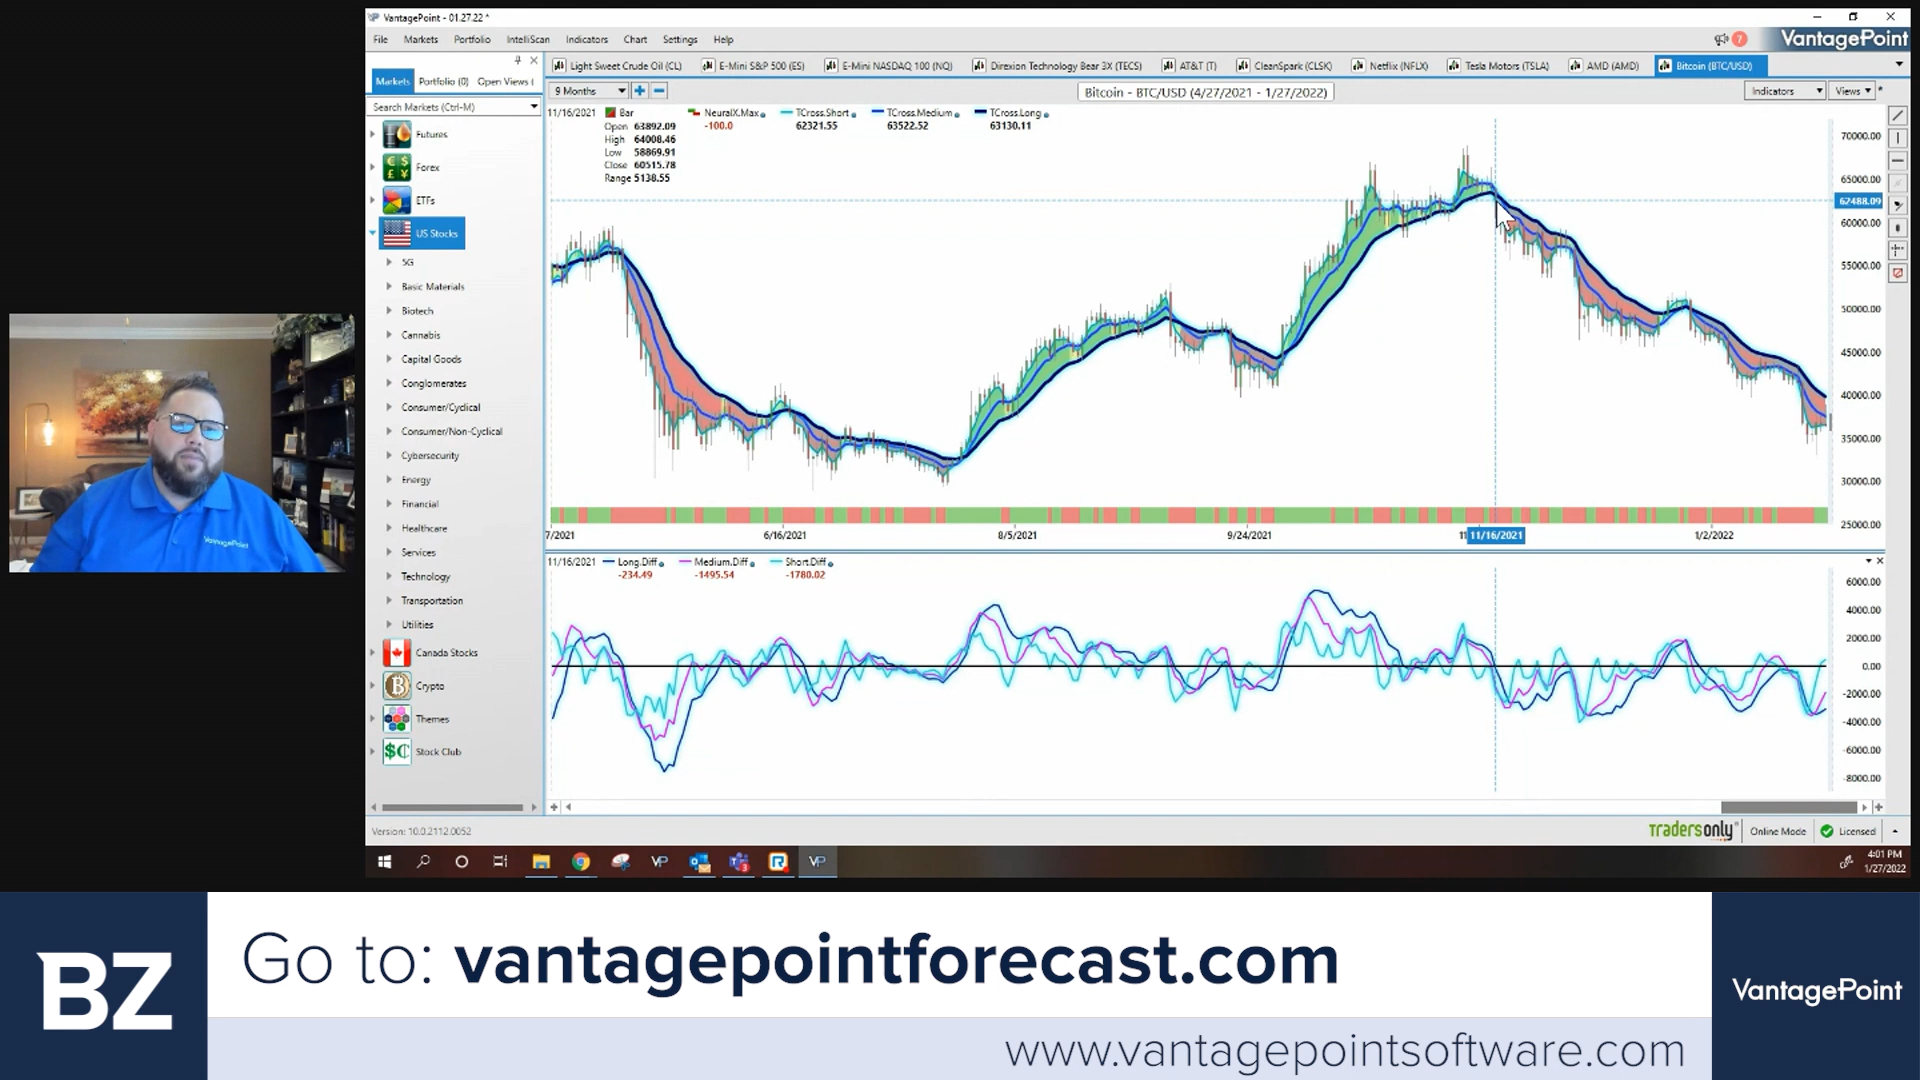 VantagePoint - 01.27.22 *
File Markets Portfolio IntelliScan Indicators Chart Settings Help
7 VantagePoint
Markets Portfolio (0) Open Views (
Light Sweet Crude Oil (CL) E-Mini S&P 500 (ES) E-Mini NASDAQ 100 (NQ) Direxion Technology Bear 3X (TECS) AT&T (T) CleanSpark (CLSK) Netflix (NFLX) Tesla Motors (TSLA) AMD (AMD) Bitcoin (BTC/USD)
Search Markets (Ctrl-M)
9 Months
Bitcoin - BTC/USD (4/27/2021 - 1/27/2022)
Indicators Views
11/16/2021 Bar NeuralX.Max TCross.Short TCross.Medium TCross.Long
Open 63892.09 -100.0 62321.55 63522.52 63130.11
High 64008.46
Low 58869.91
Close 60515.78
Range 5138.55
70000.00
65000.00
62488.09
60000.00
55000.00
50000.00
45000.00
40000.00
35000.00
30000.00
25000.00
7/2021 6/16/2021 8/5/2021 9/24/2021 11 11/16/2021 1/2/2022
11/16/2021 Long.Diff Medium.Diff Short.Diff
-234.49 -1495.54 -1780.02
6000.00
4000.00
2000.00
0.00
-2000.00
-4000.00
-6000.00
-8000.00
Futures
Forex
ETFs
US Stocks
5G
Basic Materials
Biotech
Cannabis
Capital Goods
Conglomerates
Consumer/Cyclical
Consumer/Non-Cyclical
Cybersecurity
Energy
Financial
Healthcare
Services
Technology
Transportation
Utilities
Canada Stocks
Crypto
Themes
Stock Club
VantagePoint
Version: 10.0.2112.0052
tradersonly Online Mode Licensed
VP VP
4:01 PM
1/27/2022
BZ
Go to: vantagepointforecast.com
www.vantagepointsoftware.com
VantagePoint